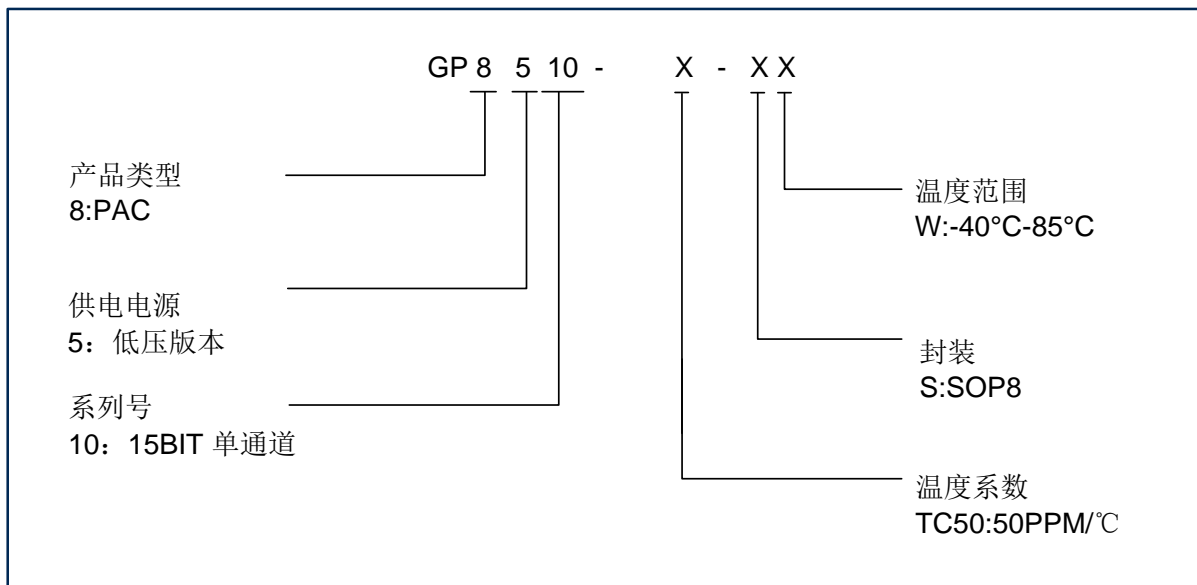 GP 8 5 10 - X - X X
产品类型
8:PAC
供电电源
5：低压版本
系列号
10：15BIT 单通道
温度范围
W:-40°C-85°C
封装
S:SOP8
温度系数
TC50:50PPM/℃